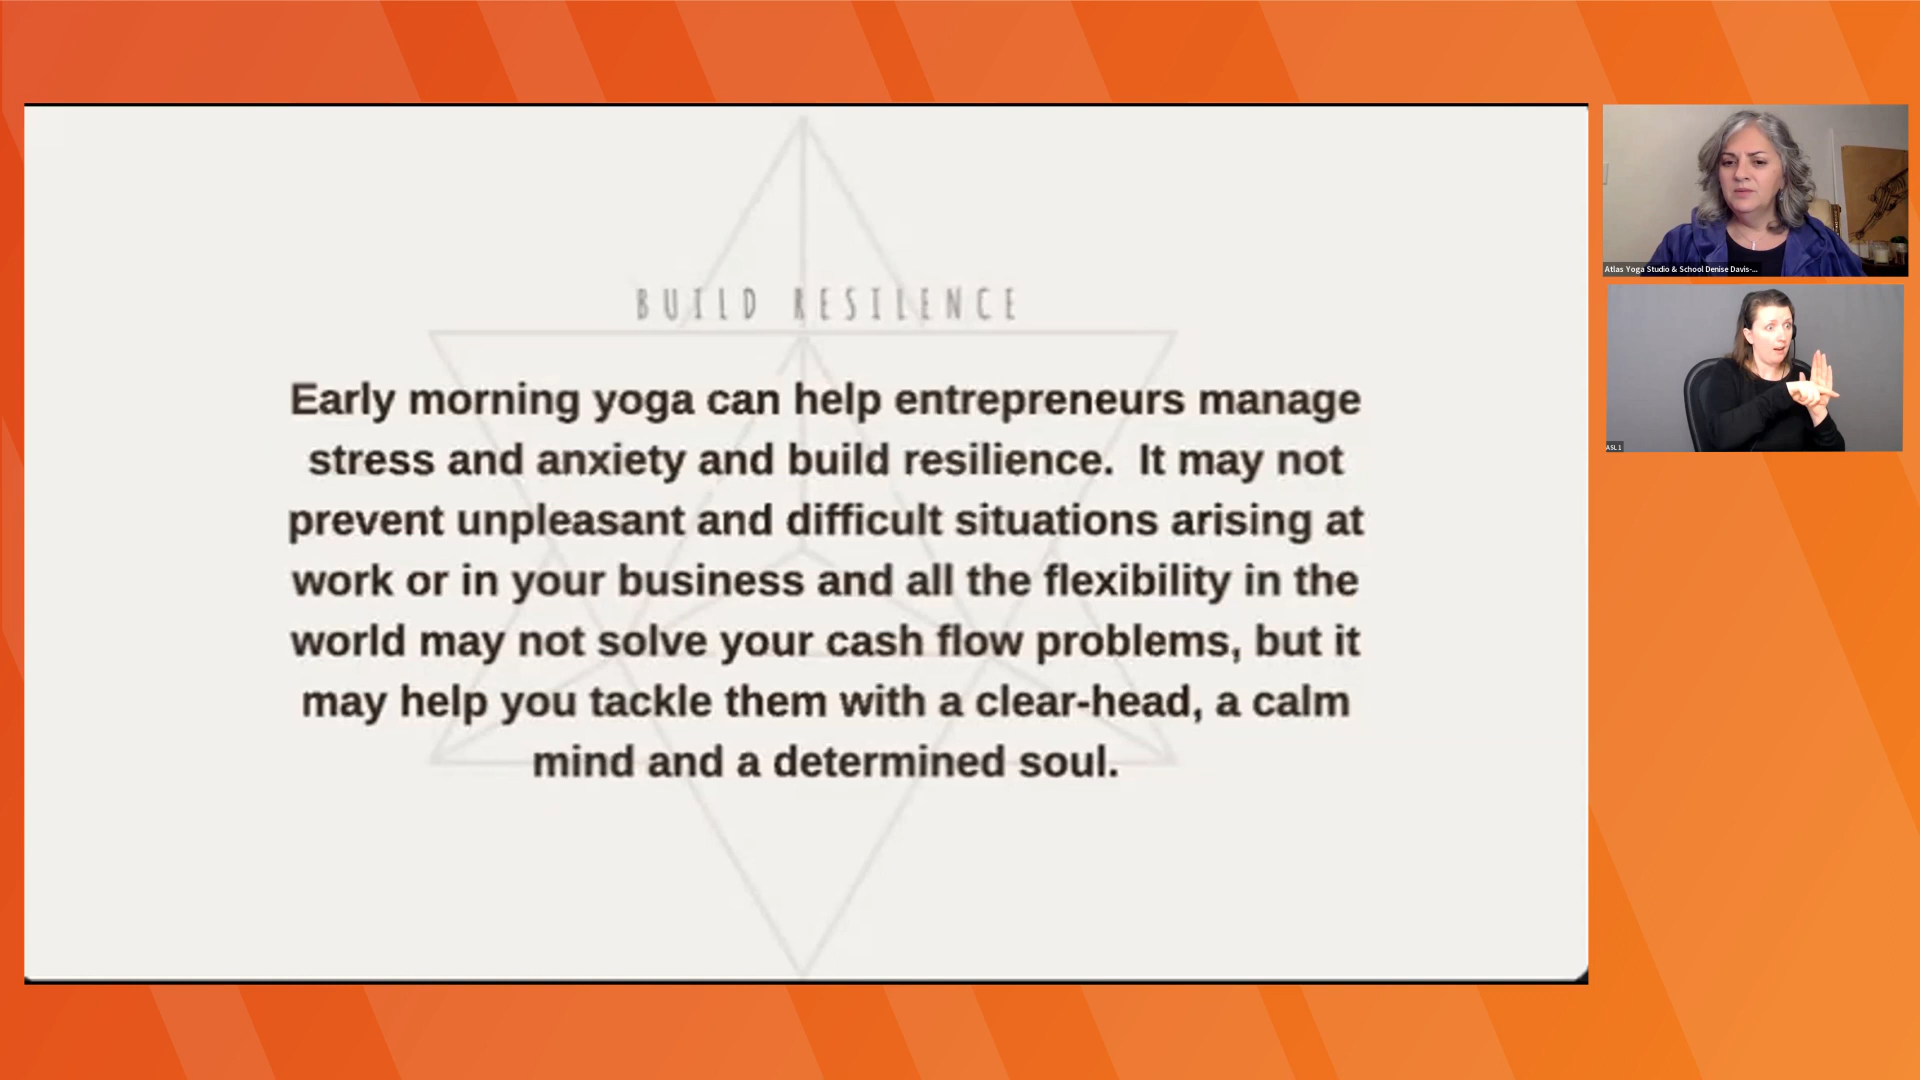 BUILD RESILENCE
Early morning yoga can help entrepreneurs manage
stress and anxiety and build resilience.  It may not
prevent unpleasant and difficult situations arising at
work or in your business and all the flexibility in the
world may not solve your cash flow problems, but it
may help you tackle them with a clear-head, a calm
mind and a determined soul.
Atlas Yoga Studio & School Denise Davis-...
ASL 1